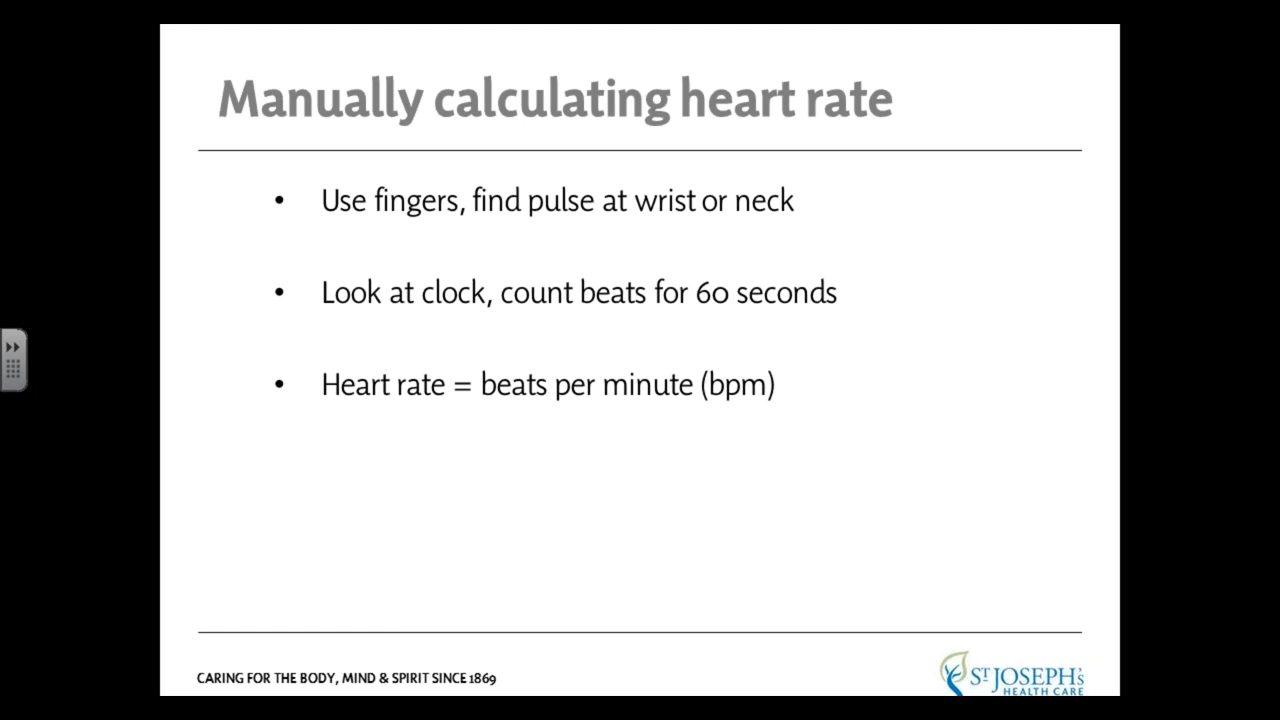 Manually calculating heart rate
• Use fingers, find pulse at wrist or neck
• Look at clock, count beats for 60 seconds
• Heart rate = beats per minute (bpm)
CARING FOR THE BODY, MIND & SPIRIT SINCE 1869
ST JOSEPH'S
HEALTH CARE